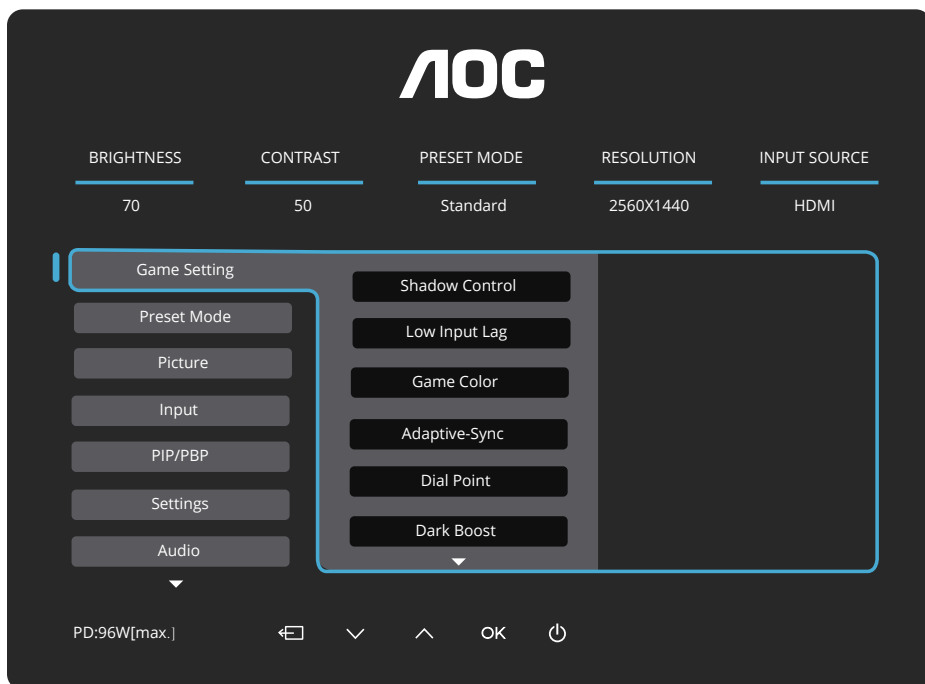 AOC
BRIGHTNESS CONTRAST PRESET MODE RESOLUTION INPUT SOURCE
70 50 Standard 2560X1440 HDMI
Game Setting
Preset Mode
Picture
Input
PIP/PBP
Settings
Audio
Shadow Control
Low Input Lag
Game Color
Adaptive-Sync
Dial Point
Dark Boost
PD:96W[max.] OK